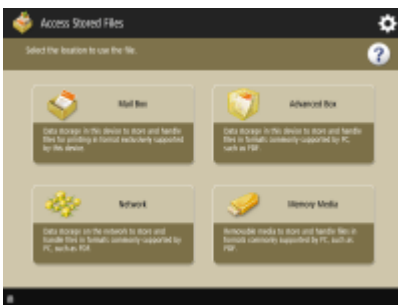 Access Stored Files
Select the location to use the file.
?
Mail Box
Advanced Box
Data storage in this device to store and handle
files for printing in format exclusively supported
by this device.
Data storage in this device to store and handle
files in formats commonly supported by PC,
such as PDF.
Network
Memory Media
Data storage on the network to store and
handle files in formats commonly supported by
PC, such as PDF.
Removable media to store and handle files in
formats commonly supported by PC, such as
PDF.